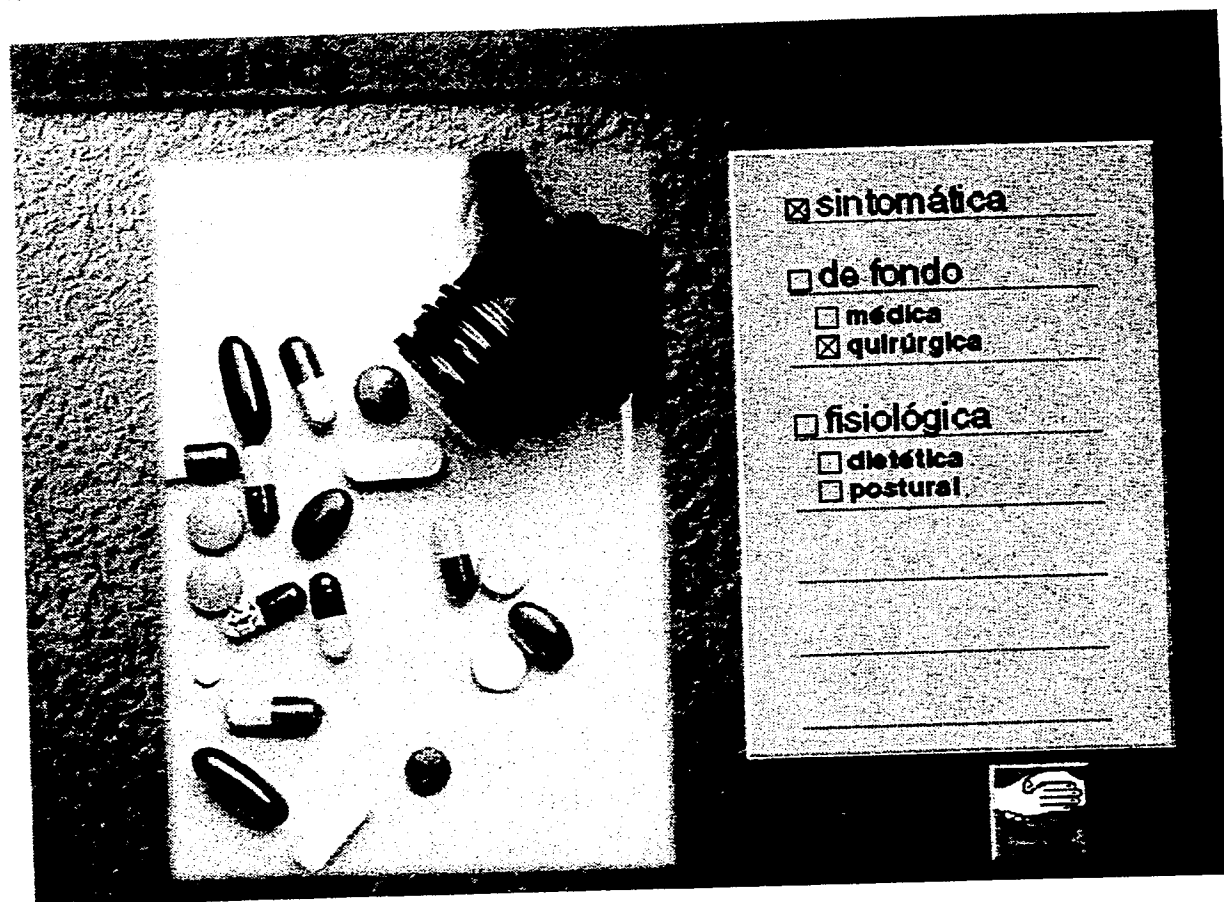 ☒ sintomática
☐ de fondo
☐ médica
☒ quirúrgica
☐ fisiológica
☐ dietética
☐ postural